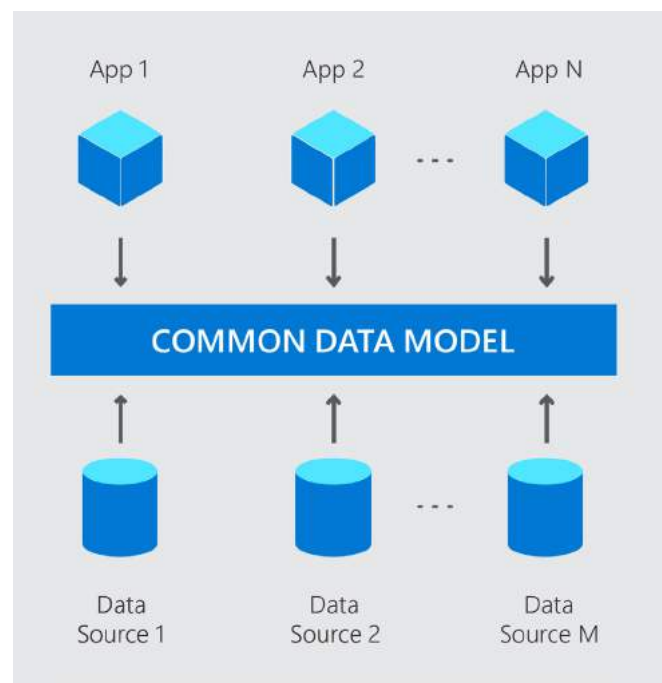 App 1
App 2
App N
- - -
COMMON DATA MODEL
- - -
Data
Source 1
Data
Source 2
Data
Source M